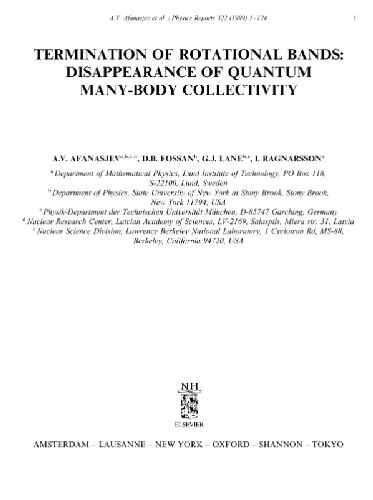 A.V. Afanasjev et al. / Physics Reports 322 (1999) 1–124 1
TERMINATION OF ROTATIONAL BANDS:
DISAPPEARANCE OF QUANTUM
MANY-BODY COLLECTIVITY
A.V. AFANASJEV, D.B. FOSSAN, G.J. LANE, I. RAGNARSSON
a Department of Mathematical Physics, Lund Institute of Technology, PO Box 118,
S-22100, Lund, Sweden
b Department of Physics, State University of New York at Stony Brook, Stony Brook,
New York 11794, USA
c Physik-Department der Technischen Universität München, D-85747 Garching, Germany
d Nuclear Research Center, Latvian Academy of Sciences, LV-2169, Salaspils, Miera str. 31, Latvia
e Nuclear Science Division, Lawrence Berkeley National Laboratory, 1 Cyclotron Rd, MS-88,
Berkeley, California 94720, USA
NH
ELSEVIER
AMSTERDAM – LAUSANNE – NEW YORK – OXFORD – SHANNON – TOKYO